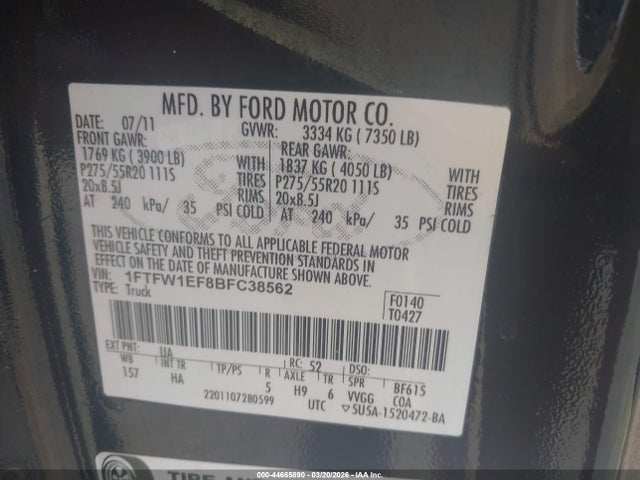 MFD. BY FORD MOTOR CO.
DATE: 07/11 GVWR: 3334 KG ( 7350 LB)
FRONT GAWR: REAR GAWR:
1769 KG ( 3900 LB) WITH 1837 KG ( 4050 LB) WITH
P275/55R20 111S TIRES P275/55R20 111S TIRES
20x8.5J RIMS 20x8.5J RIMS
AT 240 kPa/ 35 PSI COLD AT 240 kPa/ 35 PSI COLD
THIS VEHICLE CONFORMS TO ALL APPLICABLE FEDERAL MOTOR
VEHICLE SAFETY AND THEFT PREVENTION STANDARDS IN
EFFECT ON THE DATE OF MANUFACTURE SHOWN ABOVE.
VIN: 1FTFW1EF8BFC38562
TYPE: Truck
F0140
T0427
EXT PNT: UA RC: 52 DSO:
WB INT TR TP/PS R AXLE TR BF615
157 HA 5 H9 6 VVGG COA
2201107280599 UTC ▽5U5A-1520472-BA
Ford
TIRE AN
000-44665890 - 03/20/2026 - IAA Inc.